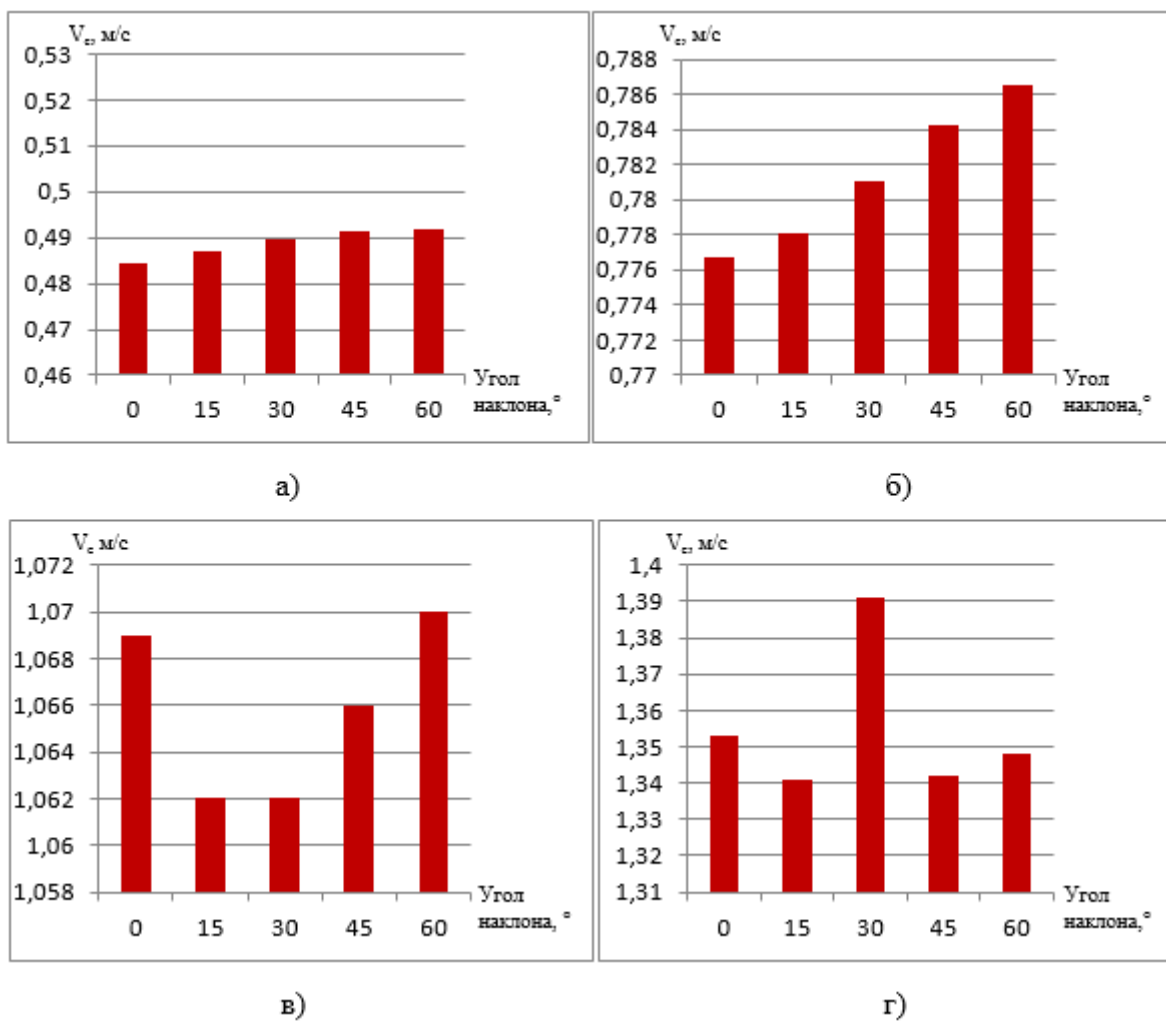 V_с, м/с
0,53
0,52
0,51
0,5
0,49
0,48
0,47
0,46
0 15 30 45 60
Угол
наклона,°
а)
V_с, м/с
0,788
0,786
0,784
0,782
0,78
0,778
0,776
0,774
0,772
0,77
0 15 30 45 60
Угол
наклона,°
б)
V_с м/с
1,072
1,07
1,068
1,066
1,064
1,062
1,06
1,058
0 15 30 45 60
Угол
наклона, °
в)
V_с, м/с
1,4
1,39
1,38
1,37
1,36
1,35
1,34
1,33
1,32
1,31
0 15 30 45 60
Угол
наклона,°
г)